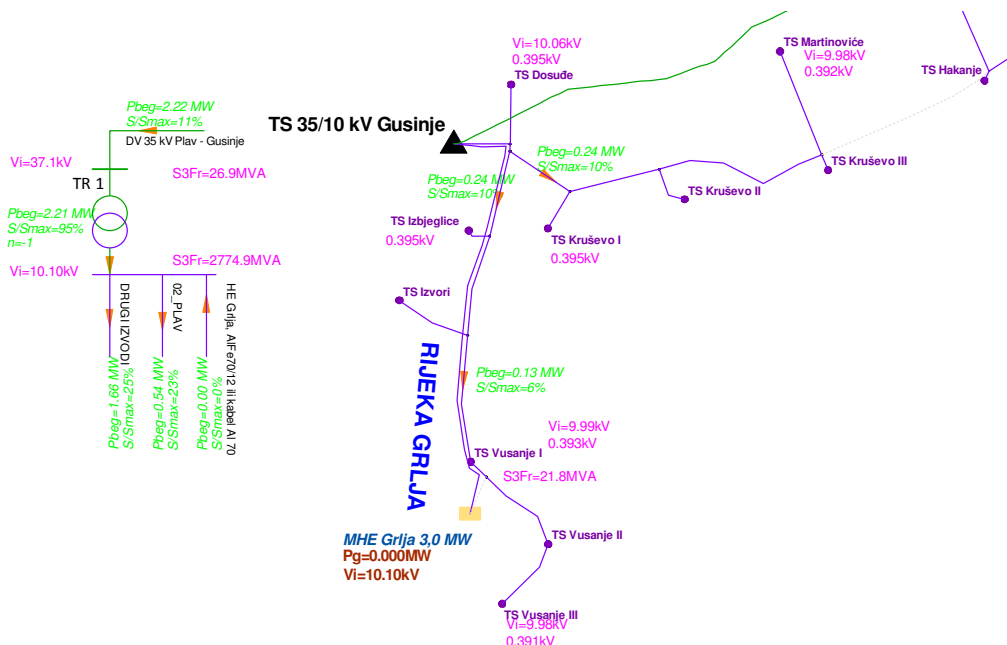 Pbeg=2.22 MW
S/Smax=11%
DV 35 kV Plav - Gusinje
Vi=37.1kV
S3Fr=26.9MVA
TR 1
Pbeg=2.21 MW
S/Smax=95%
n=-1
S3Fr=2774.9MVA
Vi=10.10kV
DRUGI IZVODI
Pbeg=1.66 MW
S/Smax=25%
02_PLAV
Pbeg=0.54 MW
S/Smax=23%
HE Grlja, AlFe70/12 ili kabel Al 70
Pbeg=0.00 MW
S/Smax=0%
Vi=10.06kV
0.395kV
TS Dosuđe
TS 35/10 kV Gusinje
TS Martinoviće
Vi=9.98kV
0.392kV
TS Hakanje
Pbeg=0.24 MW
S/Smax=10%
Pbeg=0.24 MW
S/Smax=10%
TS Kruševo III
TS Kruševo II
TS Izbjeglice
0.395kV
TS Kruševo I
0.395kV
TS Izvori
RIJEKA GRLJA
Pbeg=0.13 MW
S/Smax=6%
Vi=9.99kV
0.393kV
TS Vusanje I
S3Fr=21.8MVA
MHE Grlja 3,0 MW
Pg=0.000MW
Vi=10.10kV
TS Vusanje II
TS Vusanje III
Vi=9.98kV
0.391kV